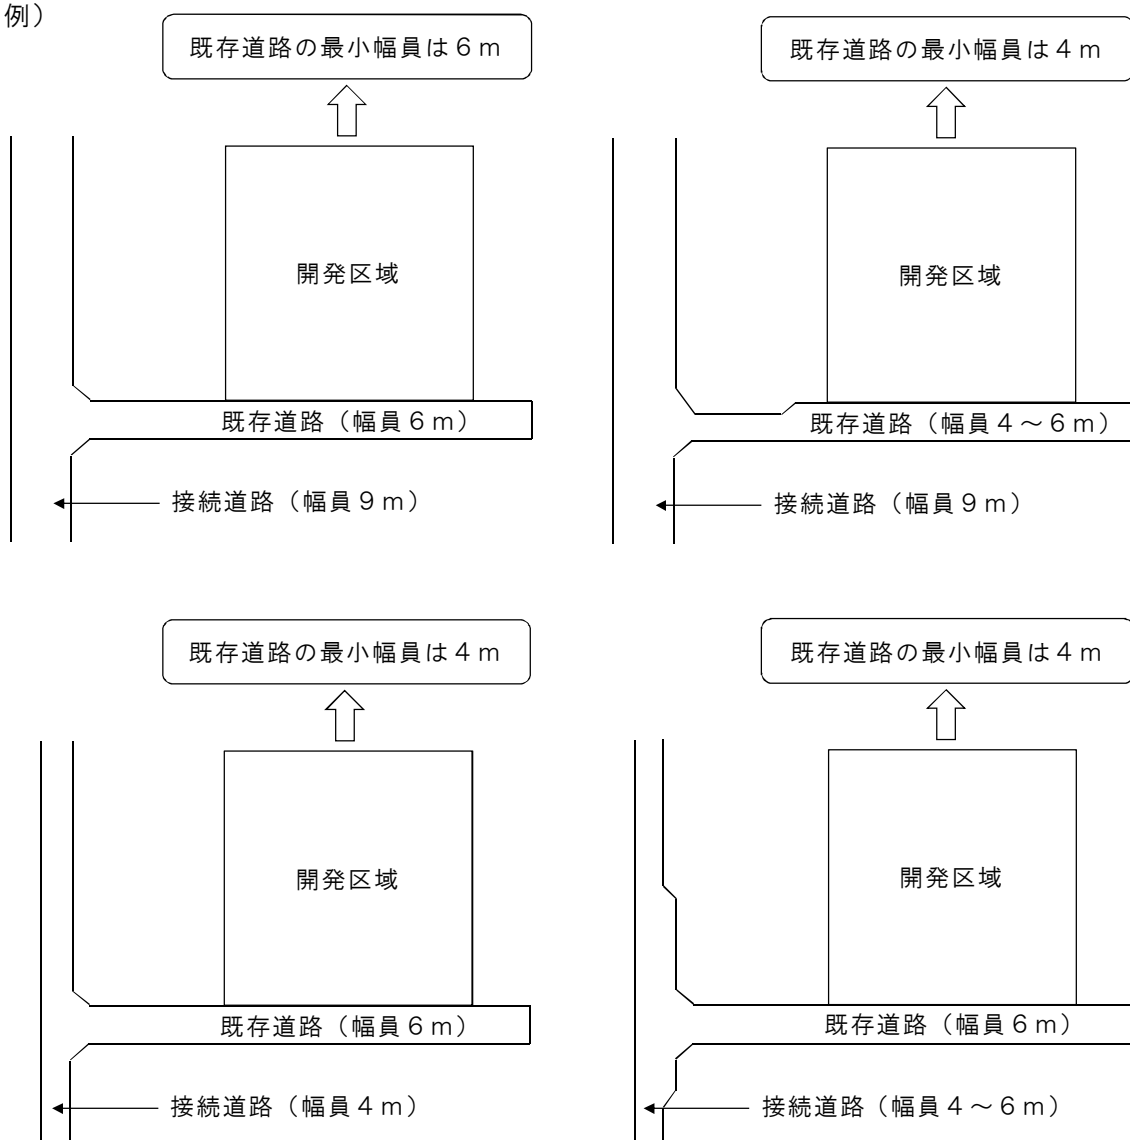 例）
既存道路の最小幅員は６ｍ
開発区域
既存道路（幅員６ｍ）
接続道路（幅員９ｍ）
既存道路の最小幅員は４ｍ
開発区域
既存道路（幅員４～６ｍ）
接続道路（幅員９ｍ）
既存道路の最小幅員は４ｍ
開発区域
既存道路（幅員６ｍ）
接続道路（幅員４ｍ）
既存道路の最小幅員は４ｍ
開発区域
既存道路（幅員６ｍ）
接続道路（幅員４～６ｍ）